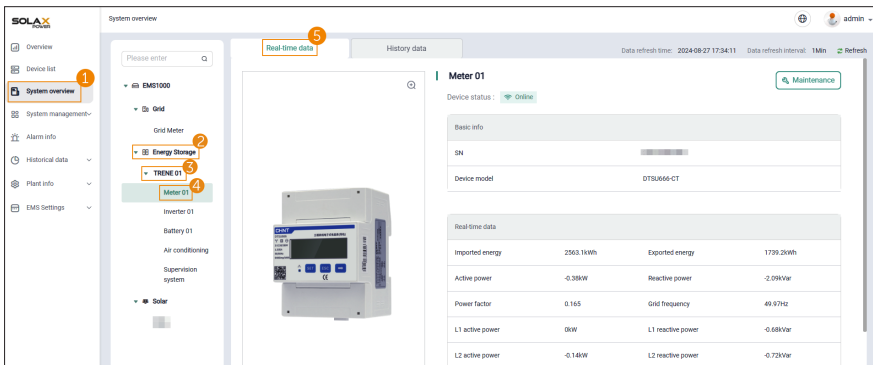 SOLAX
POWER
System overview
admin
Overview
Device list
1
System overview
System management
Alarm info
Historical data
Plant info
EMS Settings
Please enter
EMS1000
Grid
Grid Meter
2
Energy Storage
3
TRENE 01
4
Meter 01
Inverter 01
Battery 01
Air conditioning
Supervision
system
Solar
5
Real-time data
History data
Data refresh time: 2024-08-27 17:34:11 Data refresh interval: 1Min Refresh
CHNT
Meter 01
Maintenance
Device status : Online
Basic info
SN
Device model DTSU666-CT
Real-time data
Imported energy 2563.1kWh Exported energy 1739.2kWh
Active power -0.38kW Reactive power -2.09kVar
Power factor 0.165 Grid frequency 49.97Hz
L1 active power 0kW L1 reactive power -0.68kVar
L2 active power -0.14kW L2 reactive power -0.72kVar